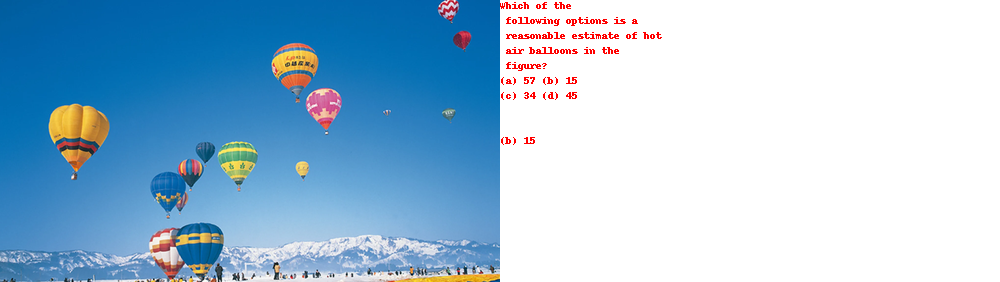 Which of the
following options is a
reasonable estimate of hot
air balloons in the
figure?
(a) 57 (b) 15
(c) 34 (d) 45
(b) 15